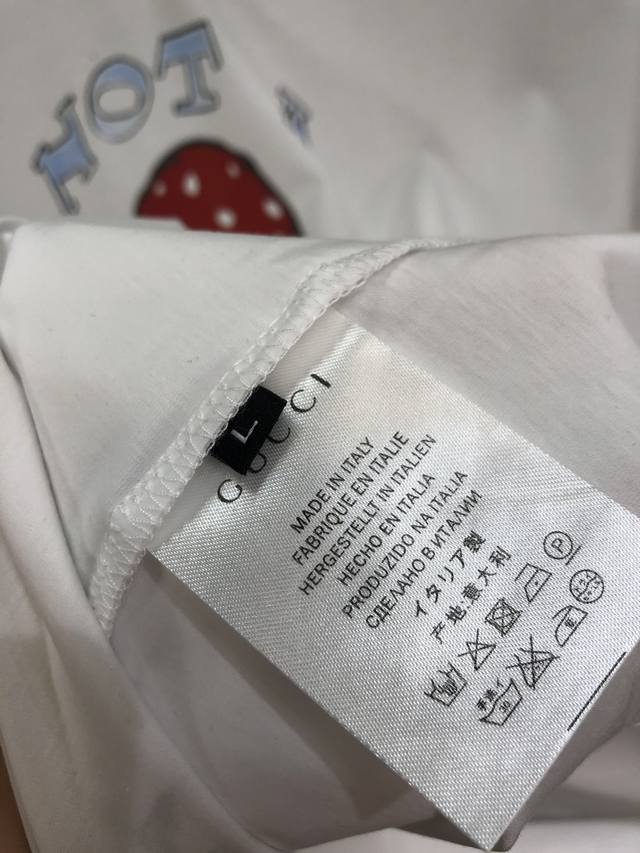 LOT
L
GUCCI
MADE IN ITALY
FABRIQUE EN ITALIE
HERGESTELLT IN ITALIEN
HECHO EN ITALIA
PRODUZIDO NA ITALIA
СДЕЛАНО В ИТАЛИИ
イタリア製
产地:意大利
P